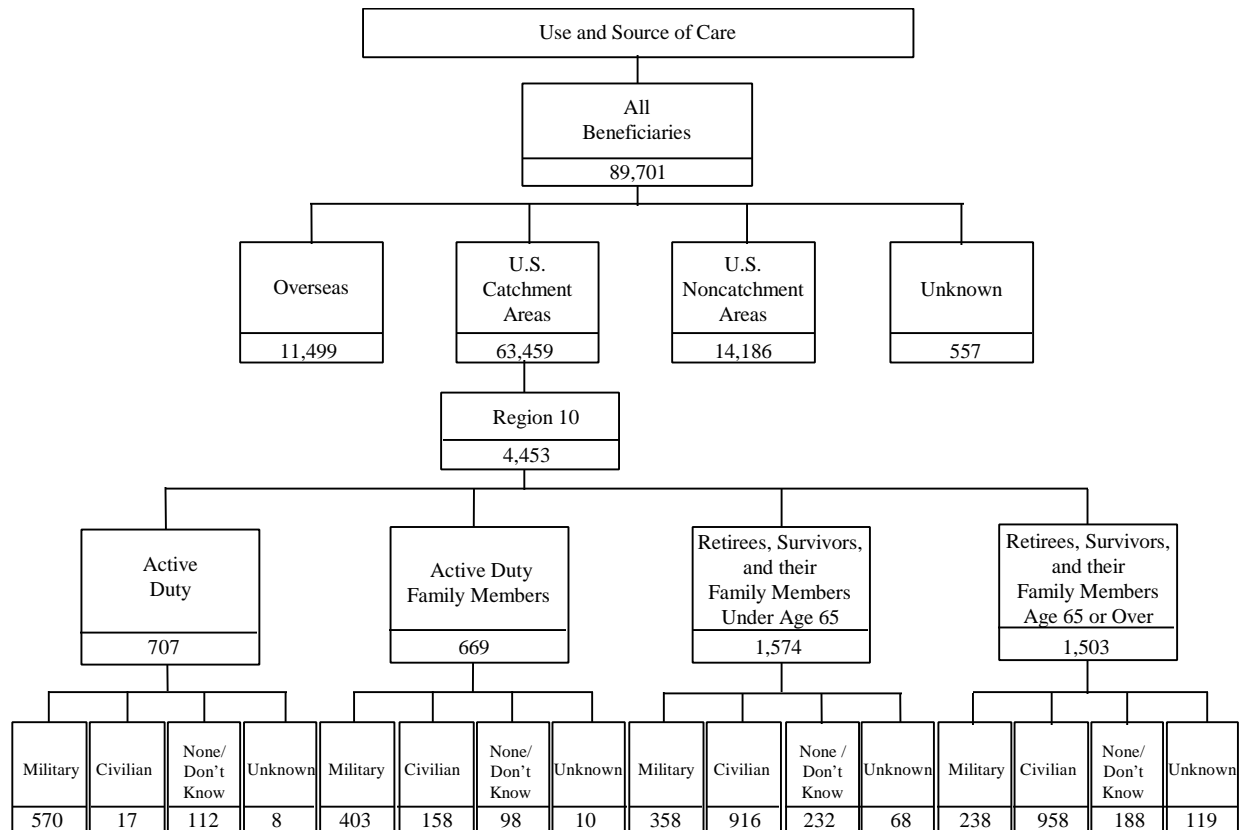 Use and Source of Care
All
Beneficiaries
89,701
Overseas
11,499
U.S.
Catchment
Areas
63,459
U.S.
Noncatchment
Areas
14,186
Unknown
557
Region 10
4,453
Active
Duty
707
Active Duty
Family Members
669
Retirees, Survivors,
and their
Family Members
Under Age 65
1,574
Retirees, Survivors,
and their
Family Members
Age 65 or Over
1,503
Military
570
Civilian
17
None/
Don't
Know
112
Unknown
8
Military
403
Civilian
158
None/
Don't
Know
98
Unknown
10
Military
358
Civilian
916
None /
Don't
Know
232
Unknown
68
Military
238
Civilian
958
None/
Don't
Know
188
Unknown
119